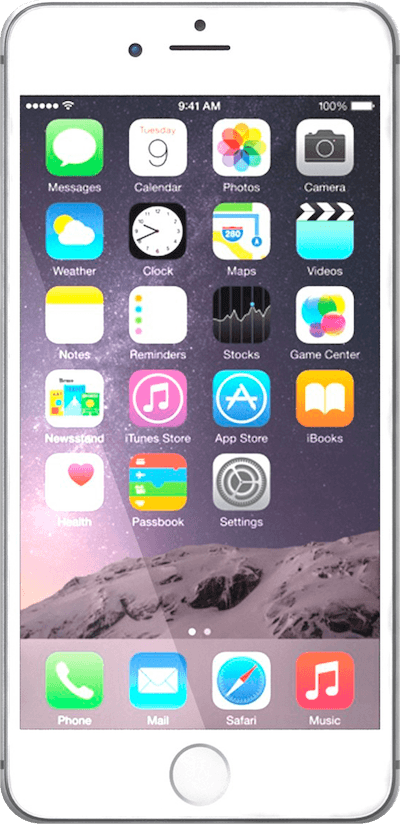 9:41 AM 100%
Tuesday
9
Messages Calendar Photos Camera
280
Weather Clock Maps Videos
Notes Reminders Stocks Game Center
Newsstand iTunes Store App Store iBooks
Health Passbook Settings
Phone Mail Safari Music